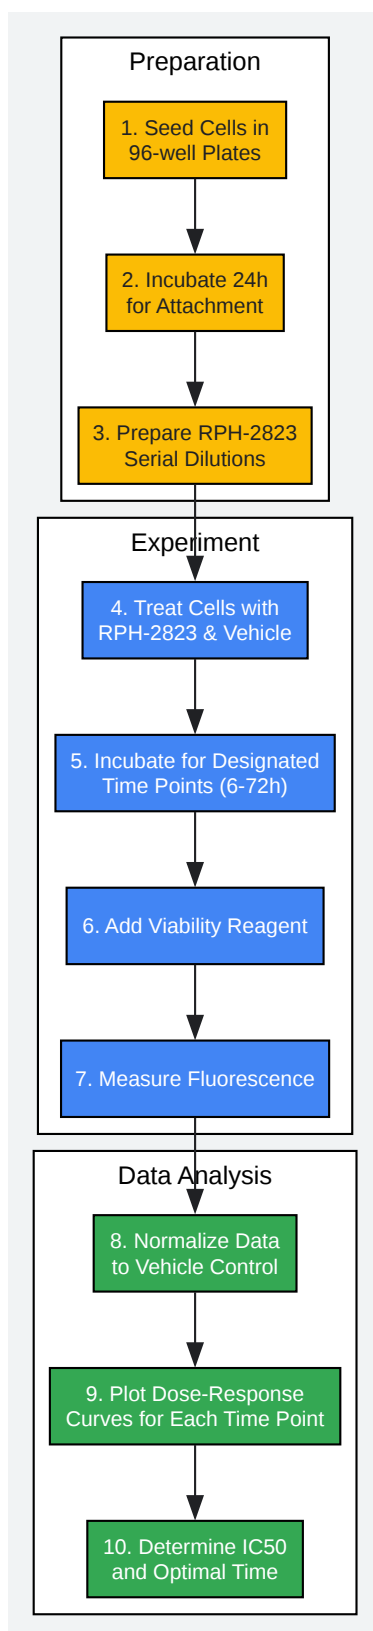 Preparation
1. Seed Cells in
96-well Plates
2. Incubate 24h
for Attachment
3. Prepare RPH-2823
Serial Dilutions
Experiment
4. Treat Cells with
RPH-2823 & Vehicle
5. Incubate for Designated
Time Points (6-72h)
6. Add Viability Reagent
7. Measure Fluorescence
Data Analysis
8. Normalize Data
to Vehicle Control
9. Plot Dose-Response
Curves for Each Time Point
10. Determine IC50
and Optimal Time